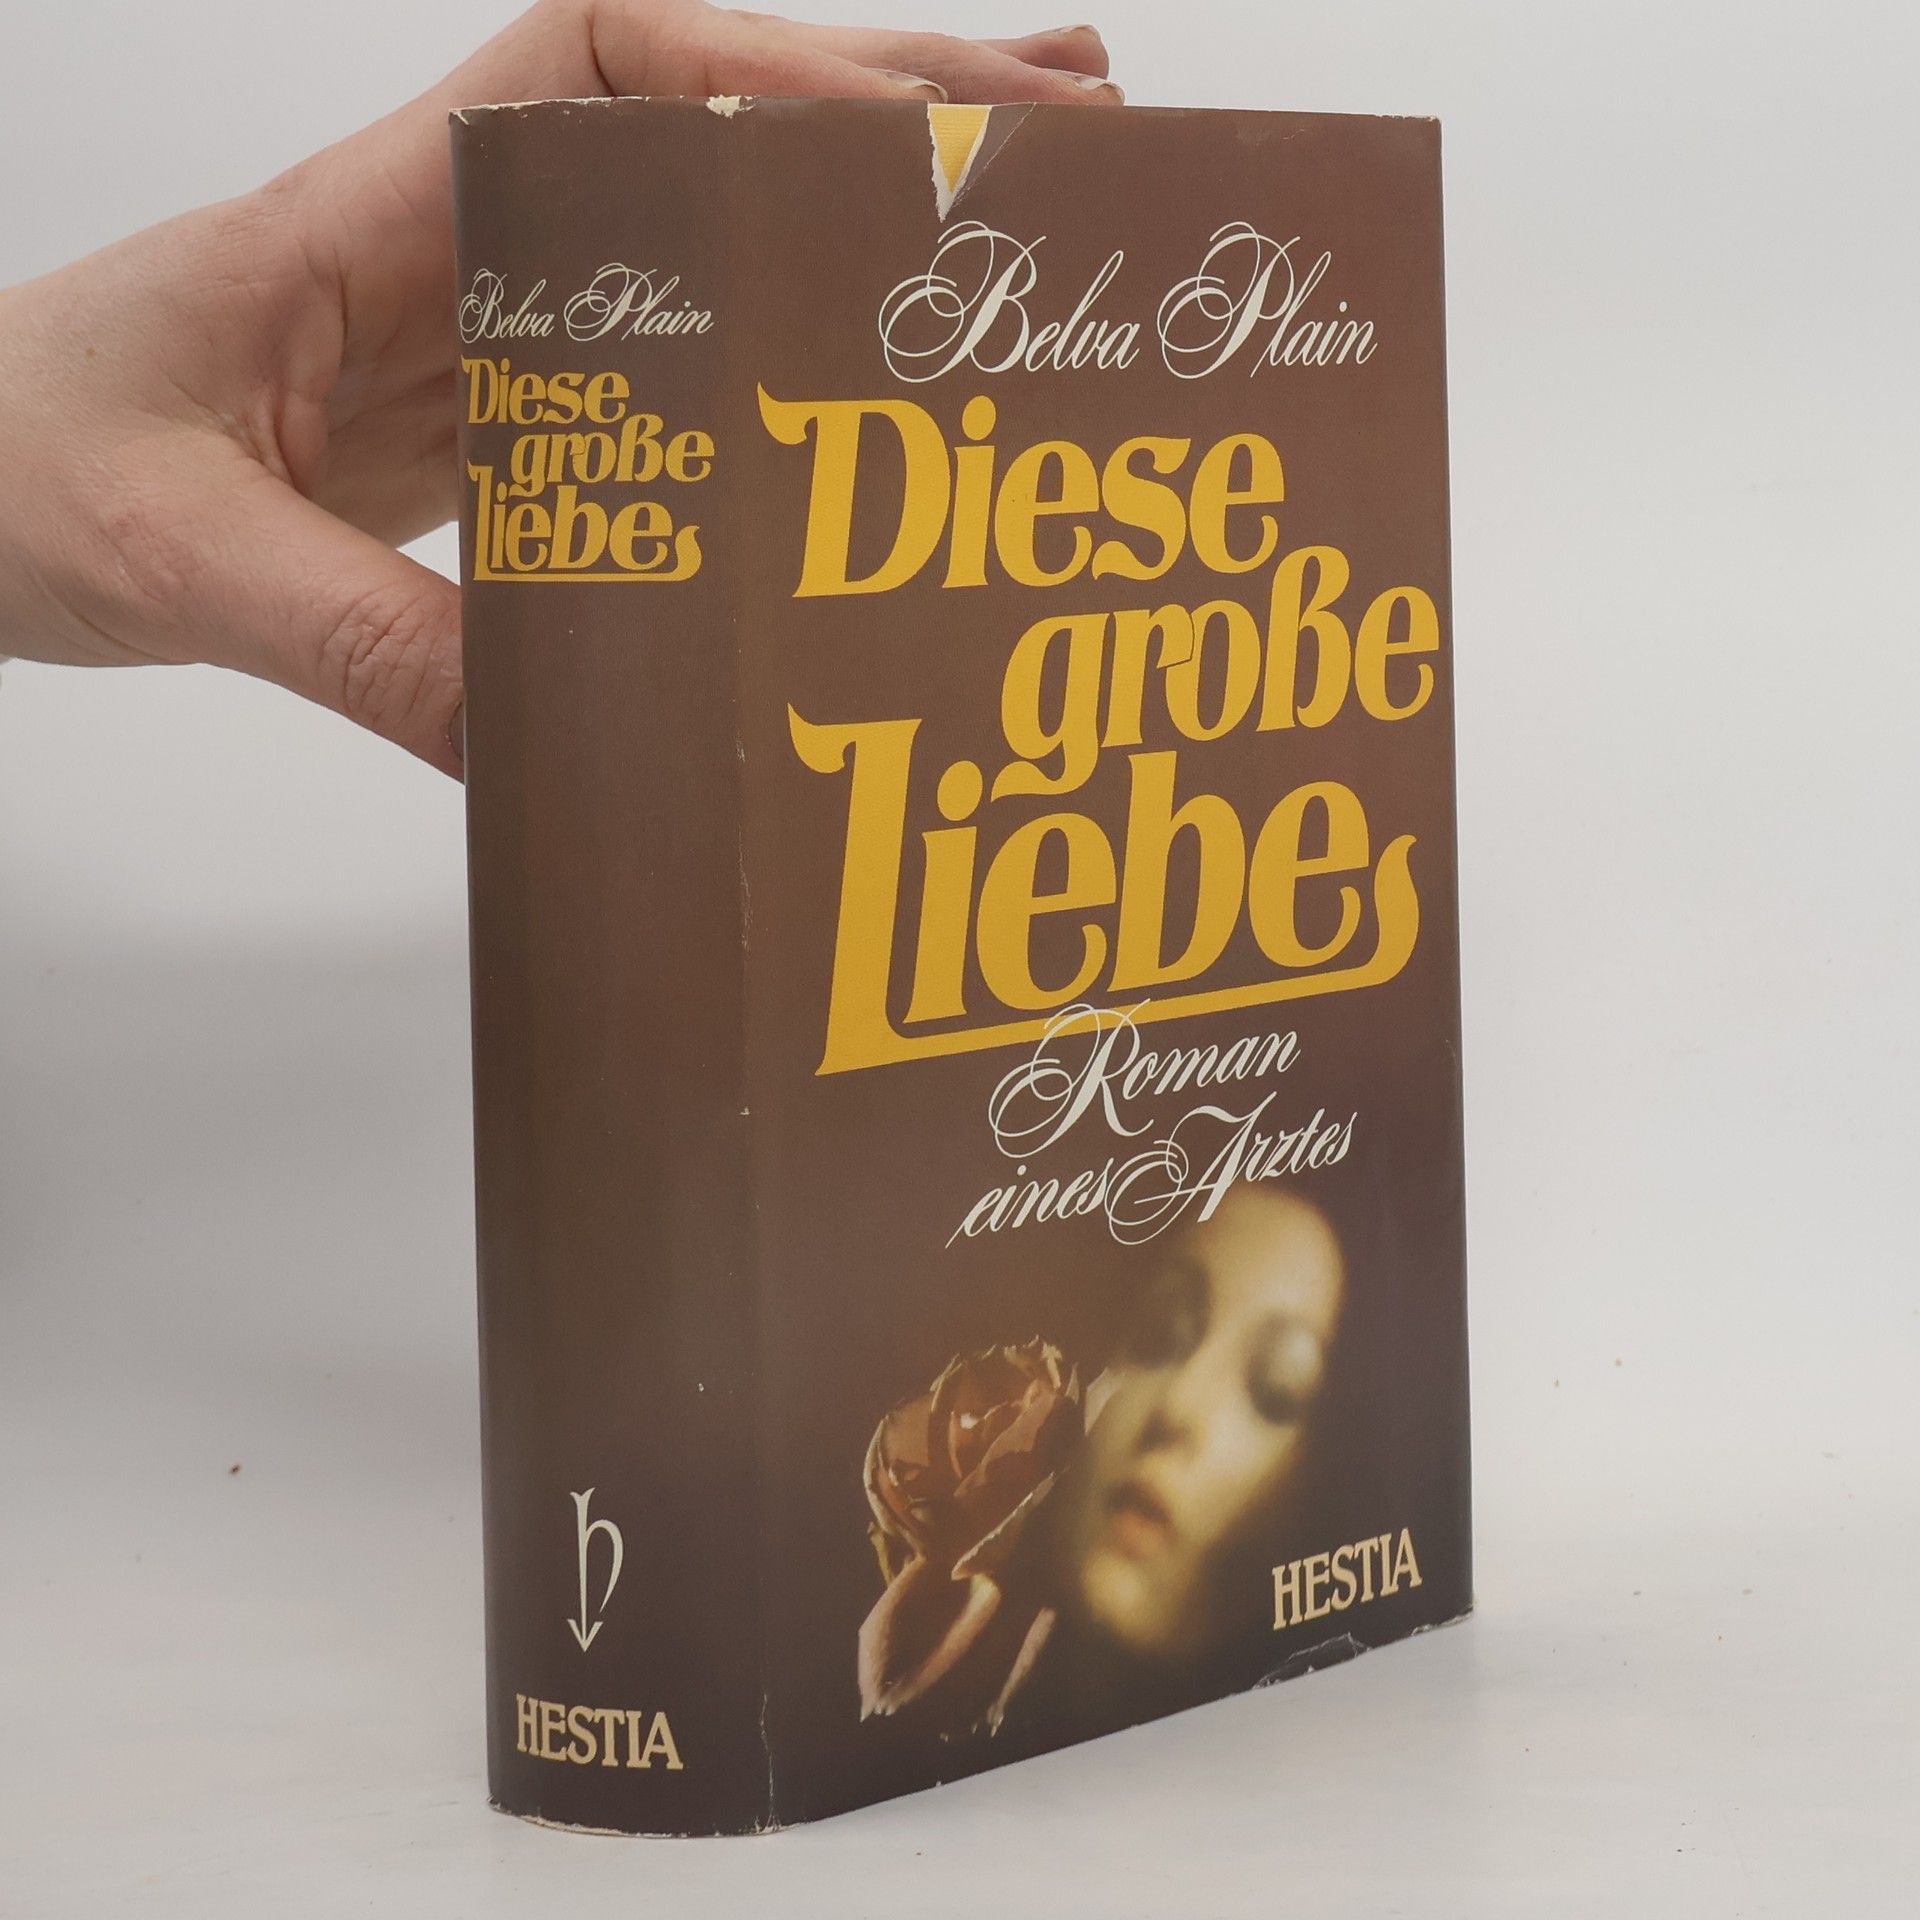 Belva Plain
Diese
große
Liebe
h
HESTIA
Belva Plain
Diese
große
Liebe
Roman
eines Arztes
HESTIA